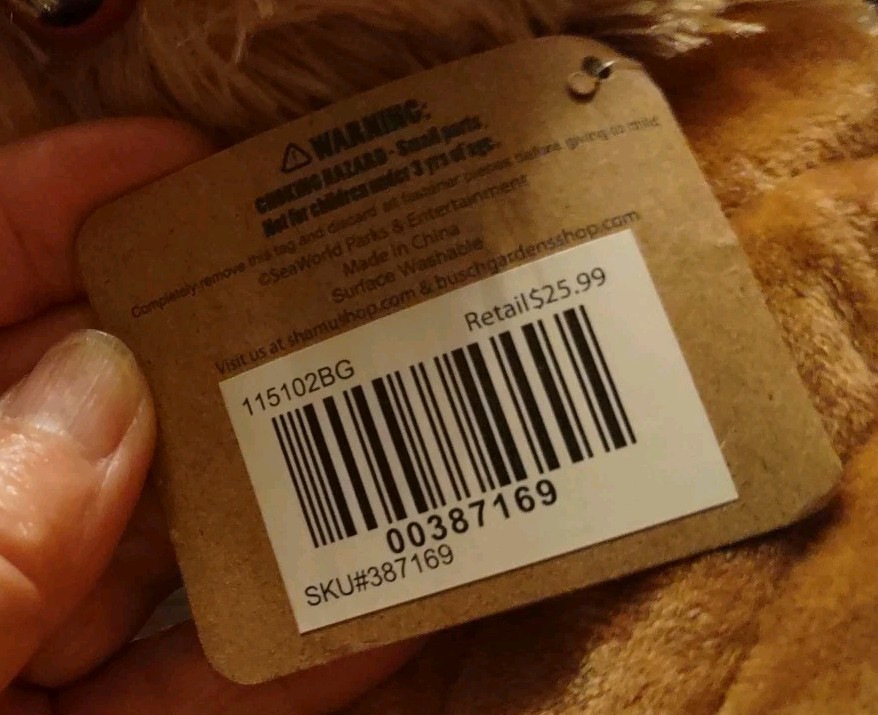 WARNING:
CHOKING HAZARD - Small parts
Not for children under 3 yrs of age.
Completely remove this tag and discard all fastener pieces before giving to child
©SeaWorld Parks & Entertainment
Made in China
Surface Washable
Visit us at shamushop.com & buschgardensshop.com
115102BG
Retail$25.99
00387169
SKU#387169